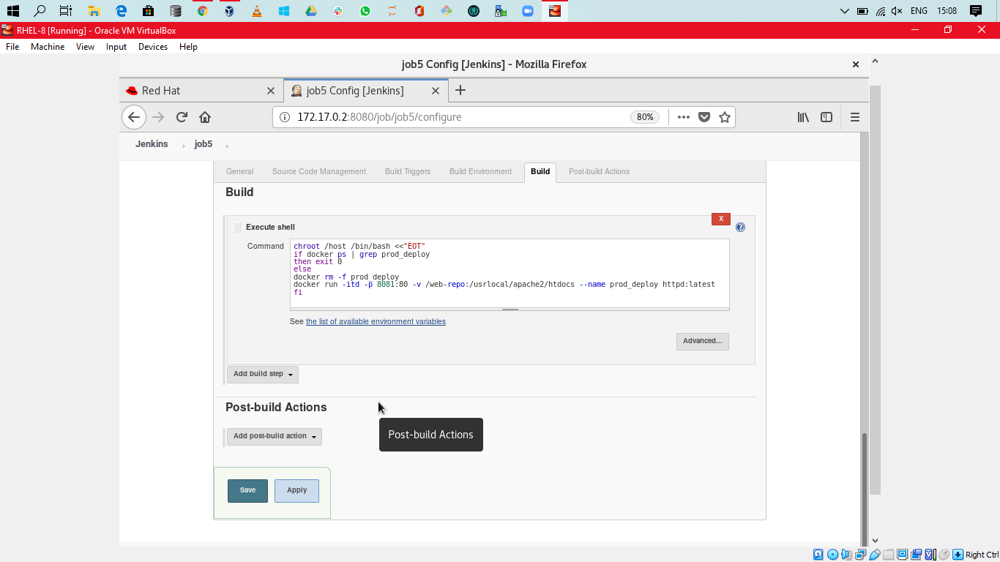 ENG
15:08
RHEL-8 [Running] - Oracle VM VirtualBox
File Machine View Input Devices Help
job5 Config [Jenkins] - Mozilla Firefox
Red Hat
job5 Config [Jenkins]
172.17.0.2:8080/job/job5/configure
80%
Jenkins
job5
General Source Code Management Build Triggers Build Environment Build Post-build Actions
Build
X
Execute shell
Command
chroot /host /bin/bash <<"EOT"
if docker ps | grep prod_deploy
then exit 0
else
docker rm -f prod_deploy
docker run -itd -p 8081:80 -v /web-repo:/usrlocal/apache2/htdocs --name prod_deploy httpd:latest
fi
See the list of available environment variables
Advanced...
Add build step
Post-build Actions
Post-build Actions
Add post-build action
Save
Apply
Right Ctrl